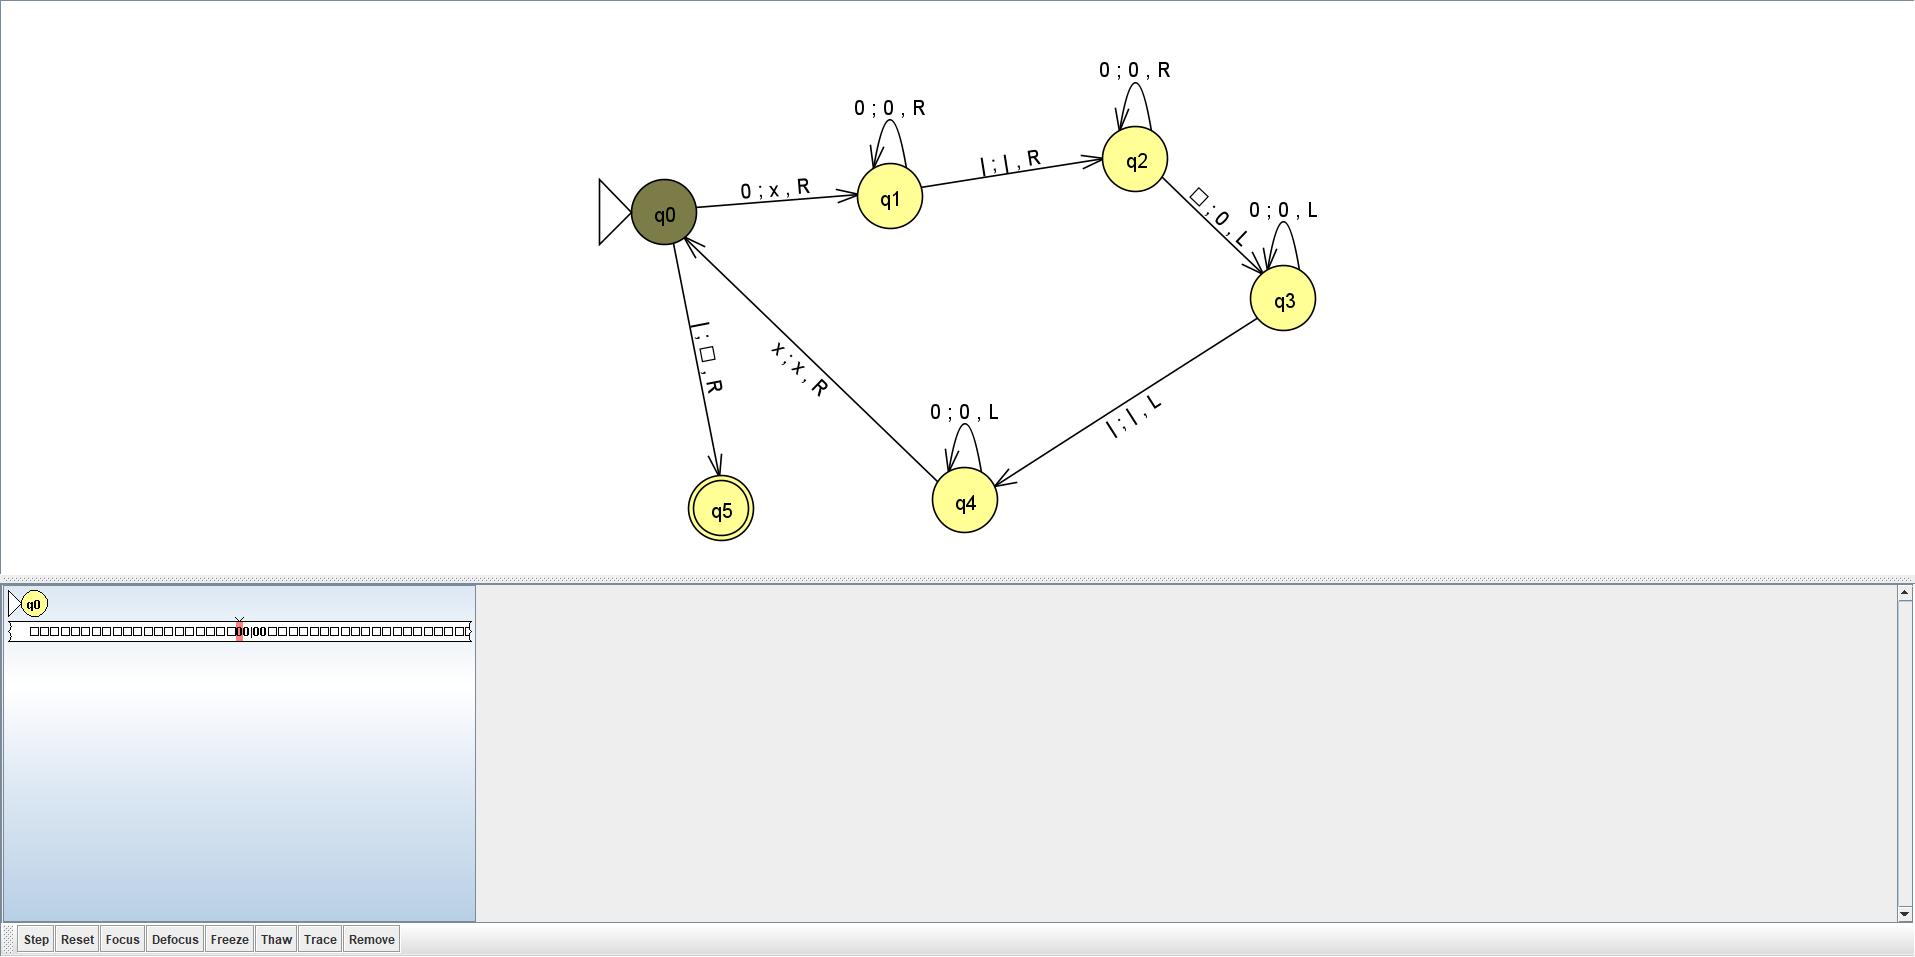 0 ; 0 , R
0 ; 0 , R
| ; | , R
q2
0 ; x , R
q1
□ ; 0 , L
0 ; 0 , L
q0
q3
| ; □ , R
x ; x , R
0 ; 0 , L
| ; | , L
q5
q4
q0
□□□□□□□□□□□□□□□□□□□□00|00□□□□□□□□□□□□□□□□□□□□
Step Reset Focus Defocus Freeze Thaw Trace Remove